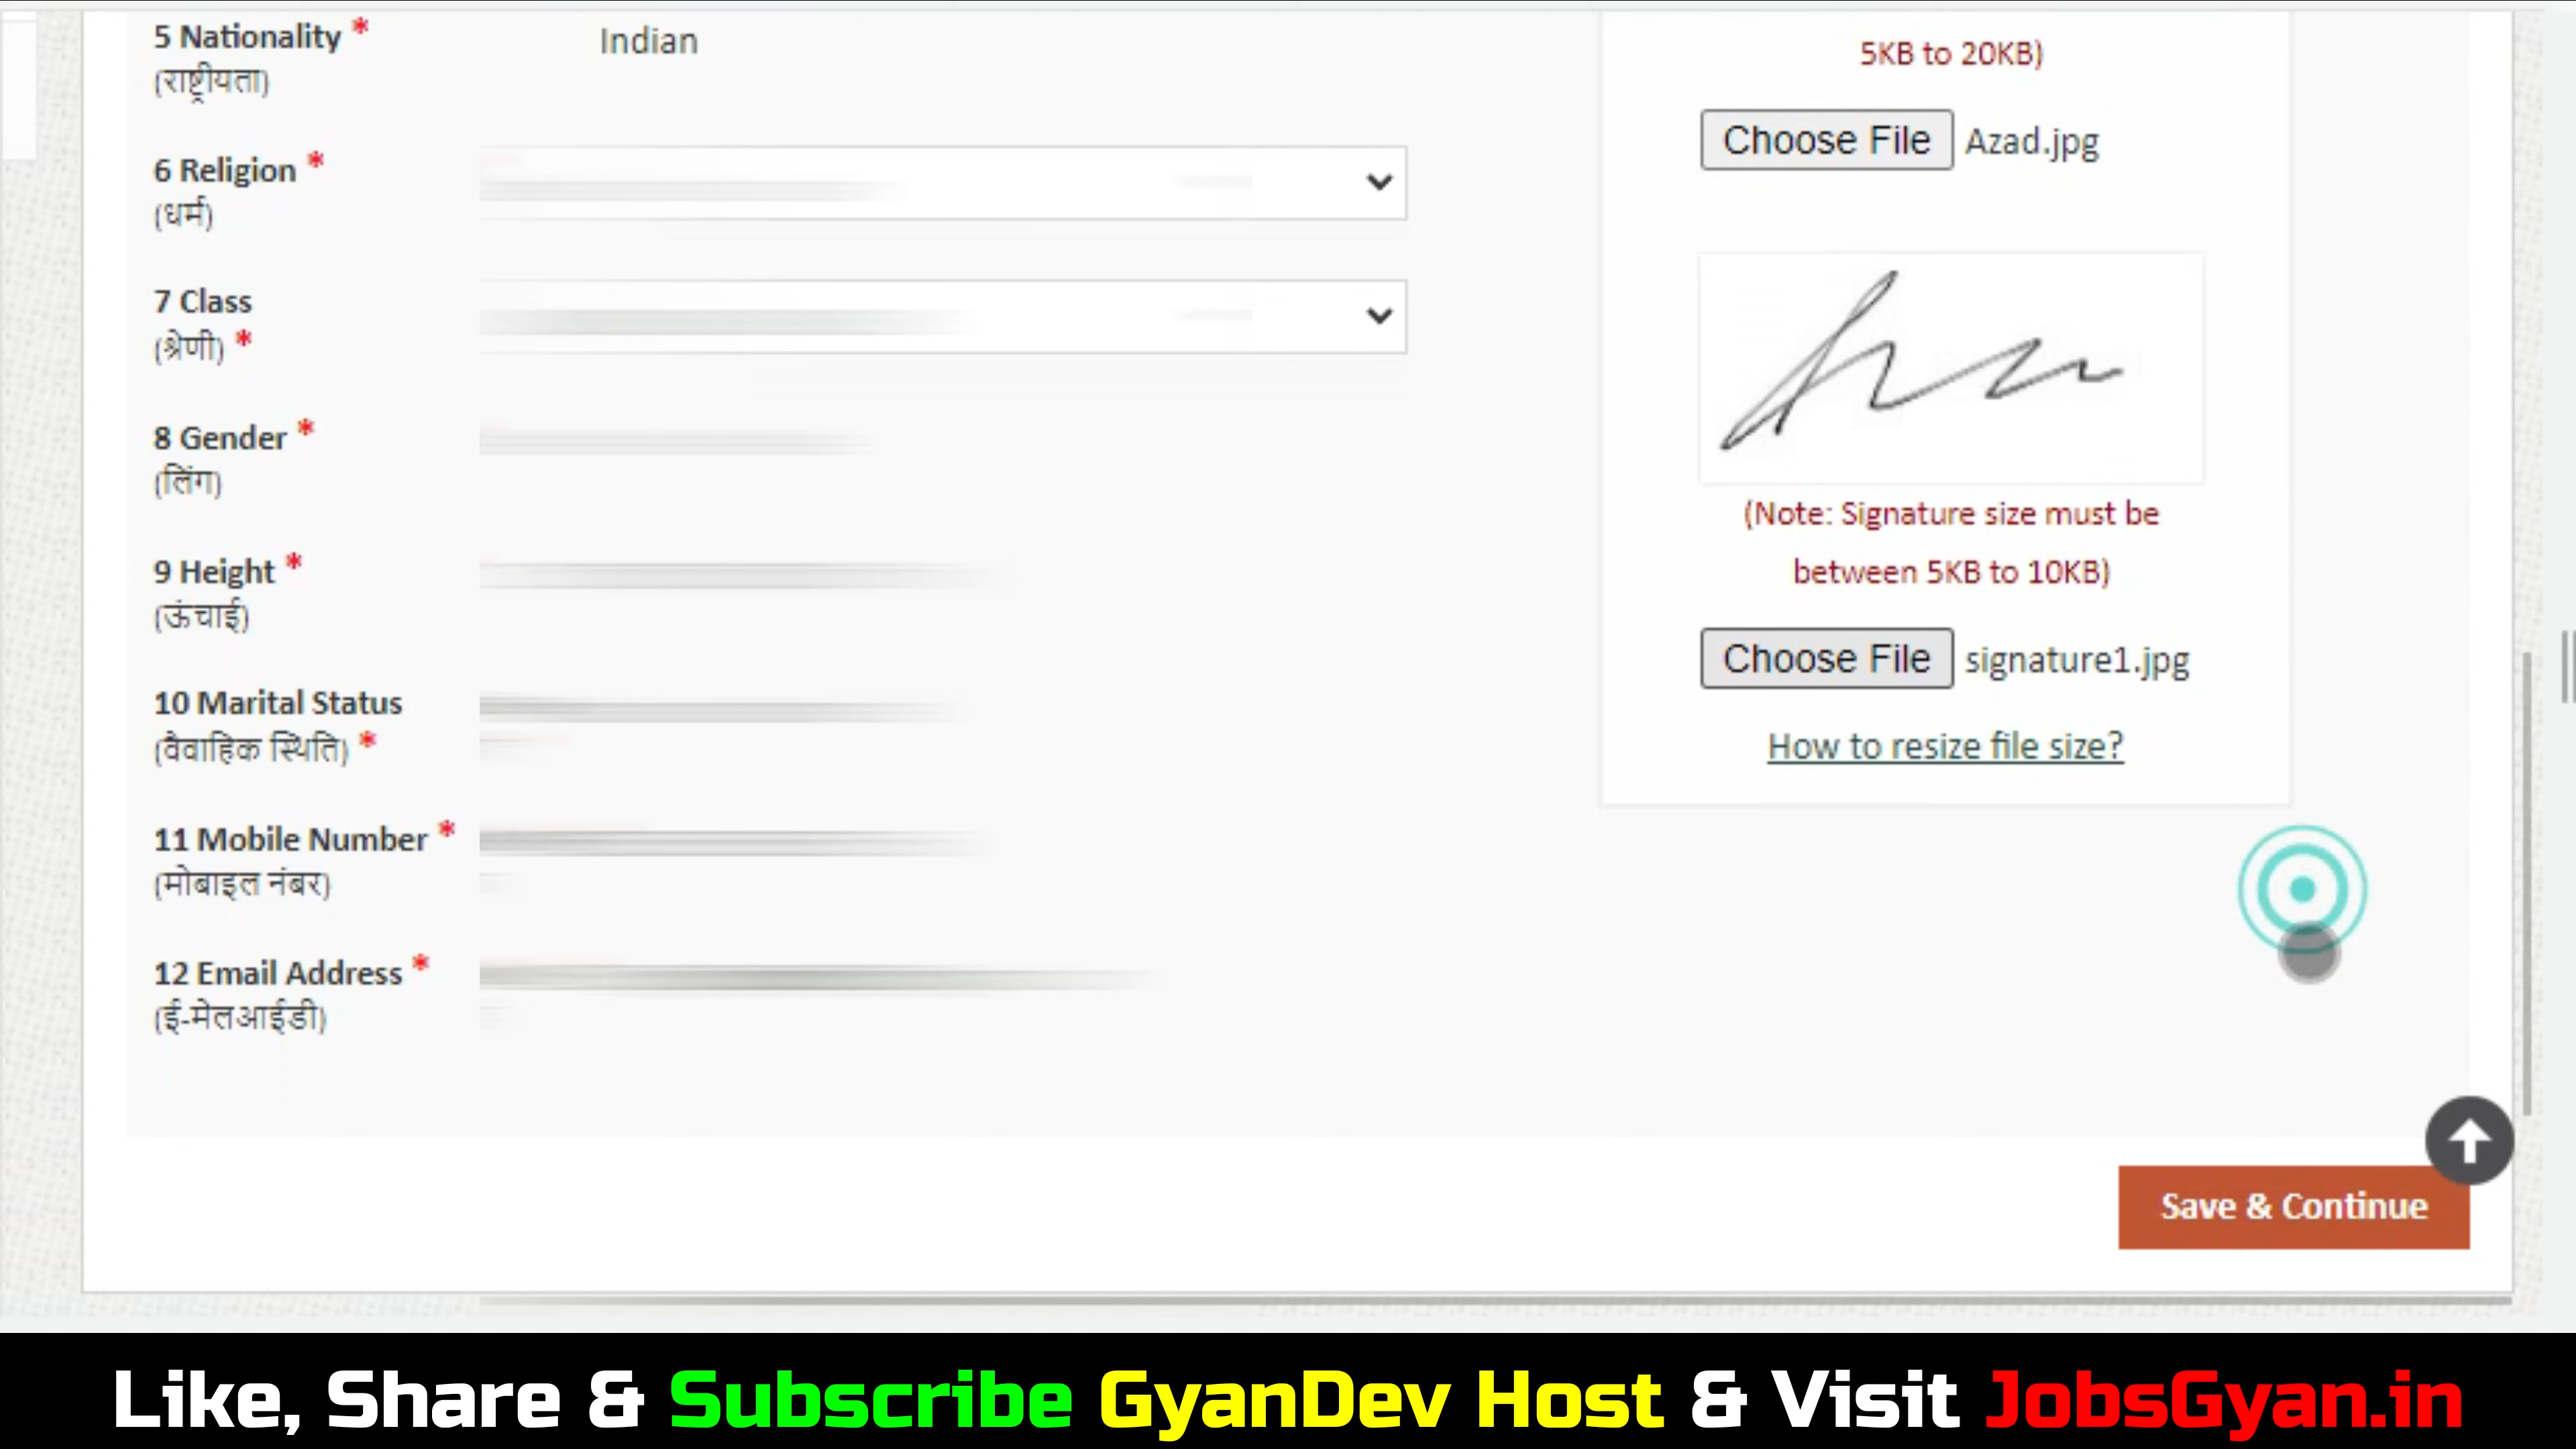 5 Nationality *
(राष्ट्रीयता)
Indian
6 Religion *
(धर्म)
7 Class
(श्रेणी) *
8 Gender *
(लिंग)
9 Height *
(ऊंचाई)
10 Marital Status
(वैवाहिक स्थिति) *
11 Mobile Number *
(मोबाइल नंबर)
12 Email Address *
(ई-मेलआईडी)
5KB to 20KB)
Choose File Azad.jpg
(Note: Signature size must be
between 5KB to 10KB)
Choose File signature1.jpg
How to resize file size?
Save & Continue
Like, Share & Subscribe GyanDev Host & Visit JobsGyan.in